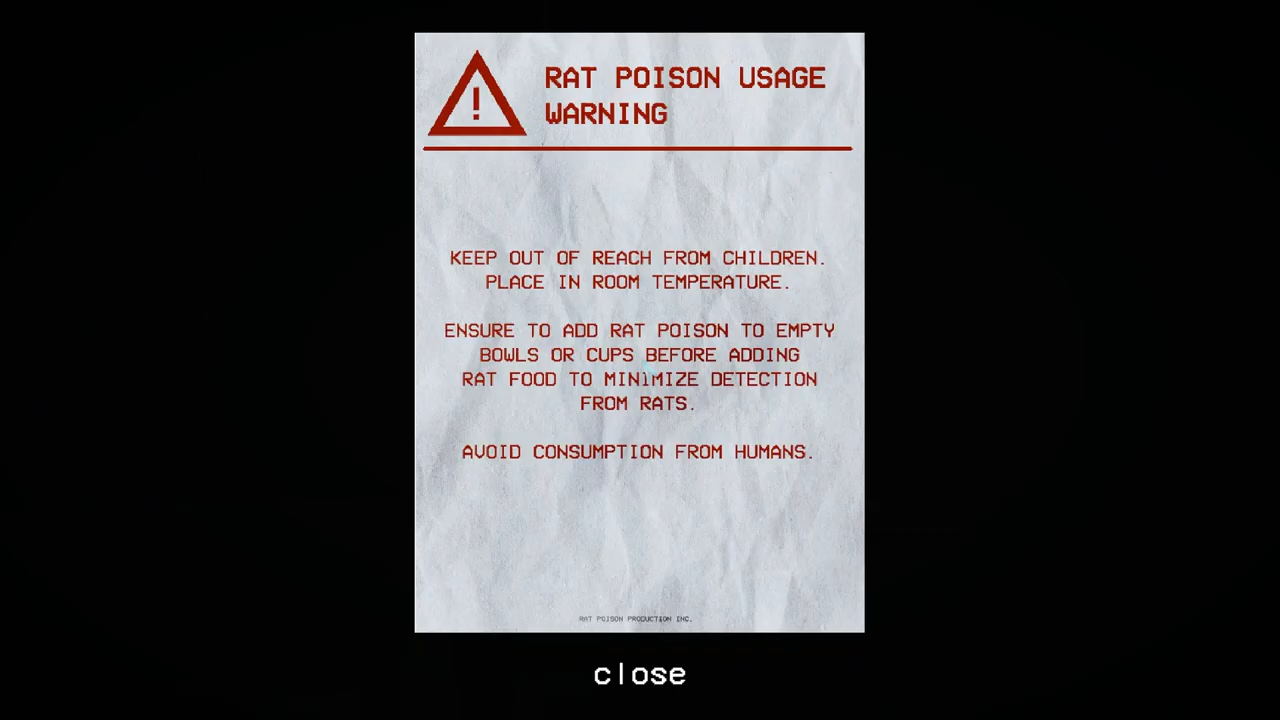 RAT POISON USAGE
WARNING
KEEP OUT OF REACH FROM CHILDREN.
PLACE IN ROOM TEMPERATURE.
ENSURE TO ADD RAT POISON TO EMPTY
BOWLS OR CUPS BEFORE ADDING
RAT FOOD TO MINIMIZE DETECTION
FROM RATS.
AVOID CONSUMPTION FROM HUMANS.
RAT POISON PRODUCTION INC.
close